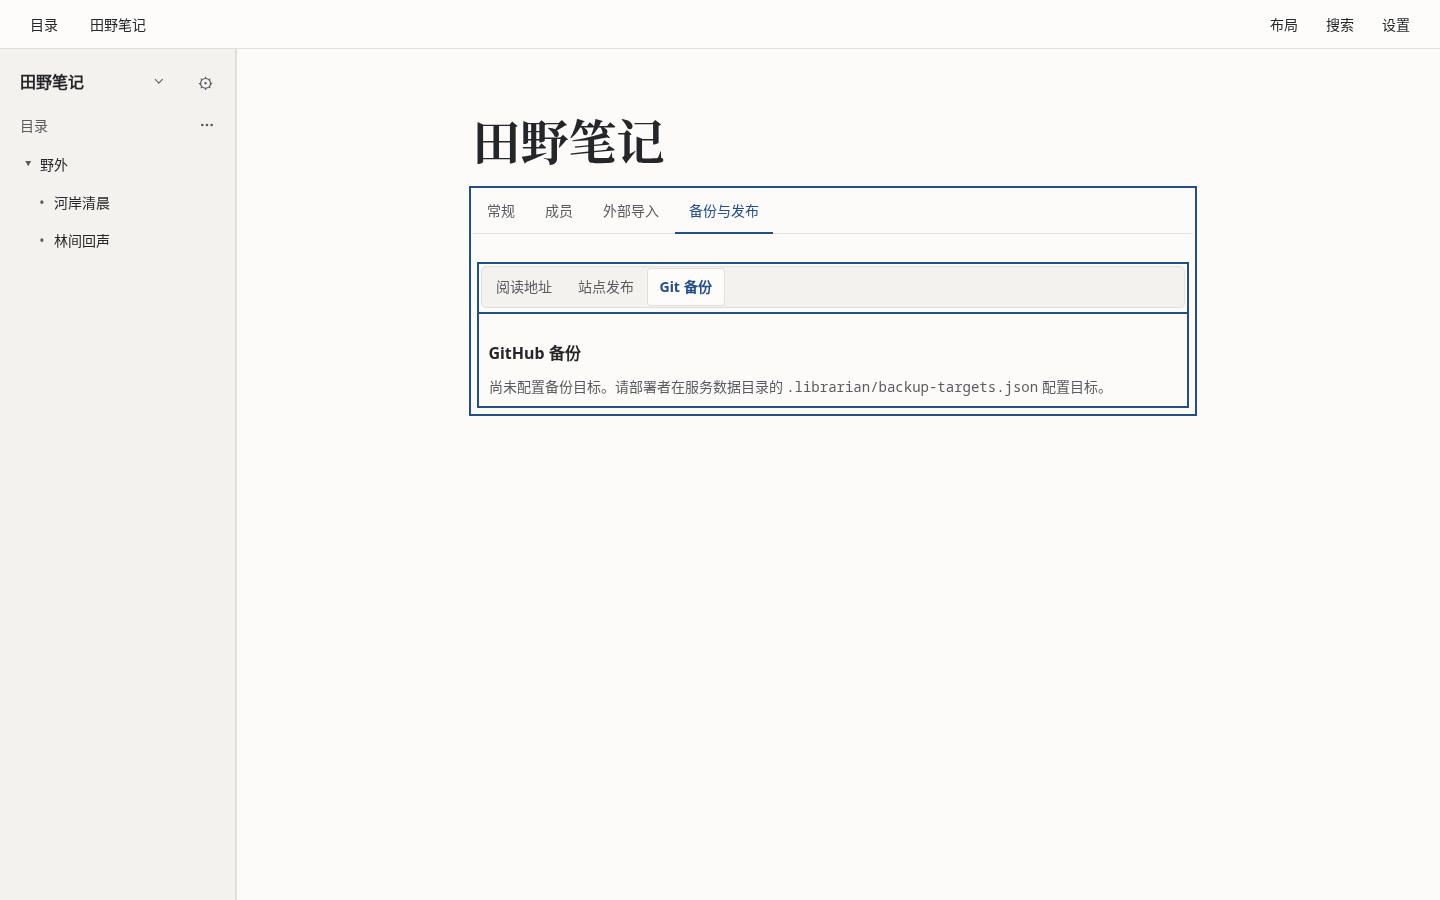 目录 田野笔记 布局 搜索 设置
田野笔记
目录
野外
河岸清晨
林间回声
田野笔记
常规 成员 外部导入 备份与发布
阅读地址 站点发布 Git 备份
GitHub 备份
尚未配置备份目标。请部署者在服务数据目录的 .librarian/backup-targets.json 配置目标。